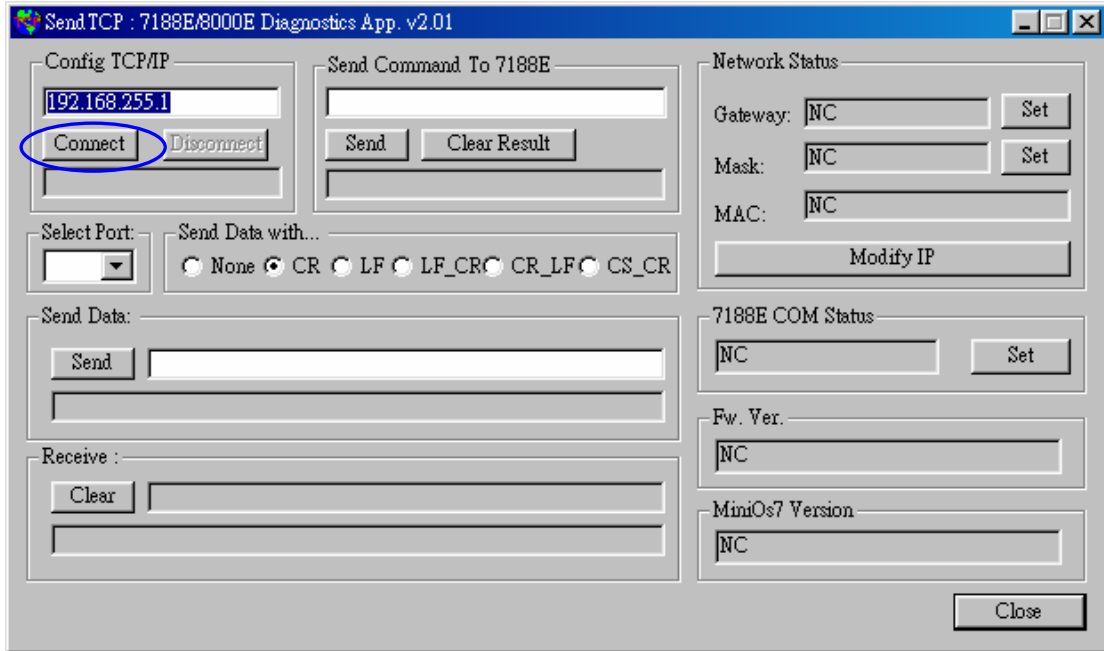 SendTCP : 7188E/8000E Diagnostics App. v2.01
Config TCP/IP
192.168.255.1
Connect Disconnect
Send Command To 7188E
Send Clear Result
Select Port:
Send Data with...
None CR LF LF_CR CR_LF CS_CR
Send Data:
Send
Receive :
Clear
Network Status
Gateway: NC Set
Mask: NC Set
MAC: NC
Modify IP
7188E COM Status
NC Set
Fw. Ver.
NC
MiniOs7 Version
NC
Close